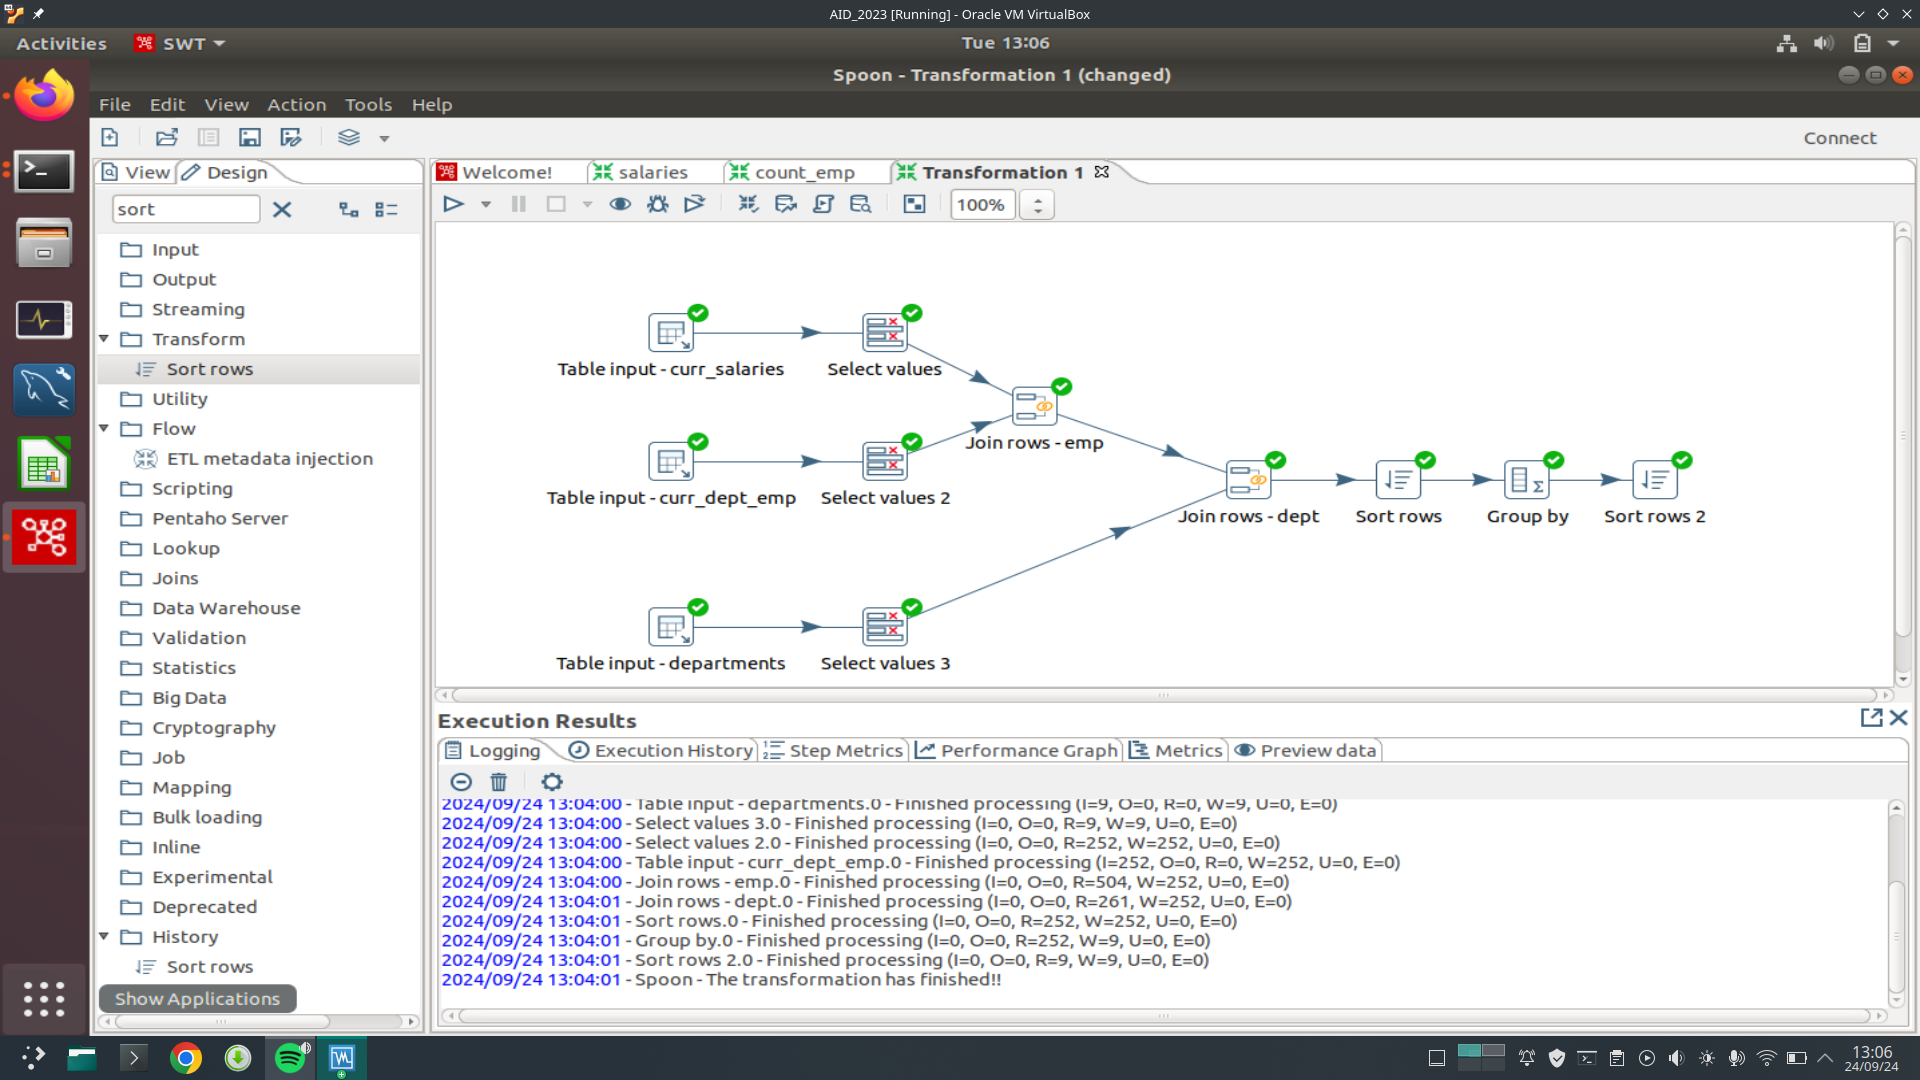 AID_2023 [Running] - Oracle VM VirtualBox
Activities SWT Tue 13:06
Spoon - Transformation 1 (changed)
File Edit View Action Tools Help
Connect
View Design
Welcome! salaries count_emp Transformation 1
sort
100%
Input
Output
Streaming
Transform
Sort rows
Utility
Flow
ETL metadata injection
Scripting
Pentaho Server
Lookup
Joins
Data Warehouse
Validation
Statistics
Big Data
Cryptography
Job
Mapping
Bulk loading
Inline
Experimental
Deprecated
History
Sort rows
Show Applications
Table input - curr_salaries Select values
Join rows - emp
Table input - curr_dept_emp Select values 2
Join rows - dept Sort rows Group by Sort rows 2
Table input - departments Select values 3
Execution Results
Logging Execution History Step Metrics Performance Graph Metrics Preview data
2024/09/24 13:04:00 - Table input - departments.0 - Finished processing (I=9, O=0, R=0, W=9, U=0, E=0)
2024/09/24 13:04:00 - Select values 3.0 - Finished processing (I=0, O=0, R=9, W=9, U=0, E=0)
2024/09/24 13:04:00 - Select values 2.0 - Finished processing (I=0, O=0, R=252, W=252, U=0, E=0)
2024/09/24 13:04:00 - Table input - curr_dept_emp.0 - Finished processing (I=252, O=0, R=0, W=252, U=0, E=0)
2024/09/24 13:04:00 - Join rows - emp.0 - Finished processing (I=0, O=0, R=504, W=252, U=0, E=0)
2024/09/24 13:04:01 - Join rows - dept.0 - Finished processing (I=0, O=0, R=261, W=252, U=0, E=0)
2024/09/24 13:04:01 - Sort rows.0 - Finished processing (I=0, O=0, R=252, W=252, U=0, E=0)
2024/09/24 13:04:01 - Group by.0 - Finished processing (I=0, O=0, R=252, W=9, U=0, E=0)
2024/09/24 13:04:01 - Sort rows 2.0 - Finished processing (I=0, O=0, R=9, W=9, U=0, E=0)
2024/09/24 13:04:01 - Spoon - The transformation has finished!!
13:06
24/09/24